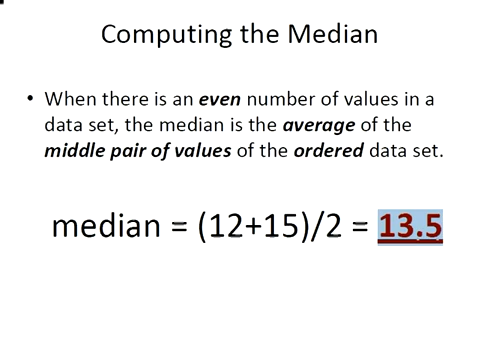 Computing the Median
• When there is an even number of values in a
data set, the median is the average of the
middle pair of values of the ordered data set.
median = (12+15)/2 = 13.5